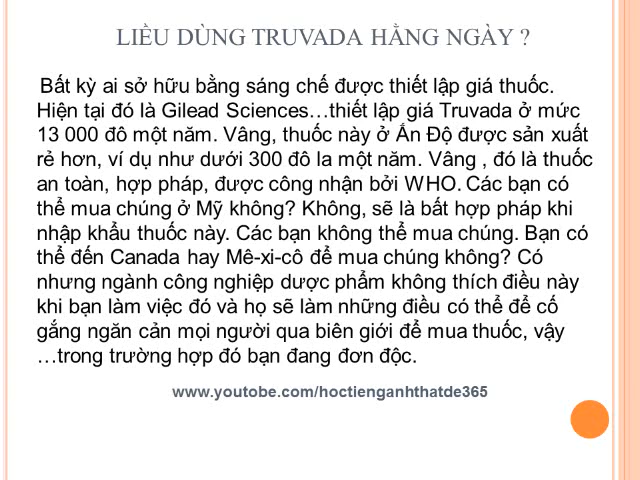 LIỀU DÙNG TRUVADA HẰNG NGÀY ?
Bất kỳ ai sở hữu bằng sáng chế được thiết lập giá thuốc.
Hiện tại đó là Gilead Sciences…thiết lập giá Truvada ở mức
13 000 đô một năm. Vâng, thuốc này ở Ấn Độ được sản xuất
rẻ hơn, ví dụ như dưới 300 đô la một năm. Vâng , đó là thuốc
an toàn, hợp pháp, được công nhận bởi WHO. Các bạn có
thể mua chúng ở Mỹ không? Không, sẽ là bất hợp pháp khi
nhập khẩu thuốc này. Các bạn không thể mua chúng. Bạn có
thể đến Canada hay Mê-xi-cô để mua chúng không? Có
nhưng ngành công nghiệp dược phẩm không thích điều này
khi bạn làm việc đó và họ sẽ làm những điều có thể để cố
gắng ngăn cản mọi người qua biên giới để mua thuốc, vậy
…trong trường hợp đó bạn đang đơn độc.
www.youtobe.com/hoctienganhthatde365